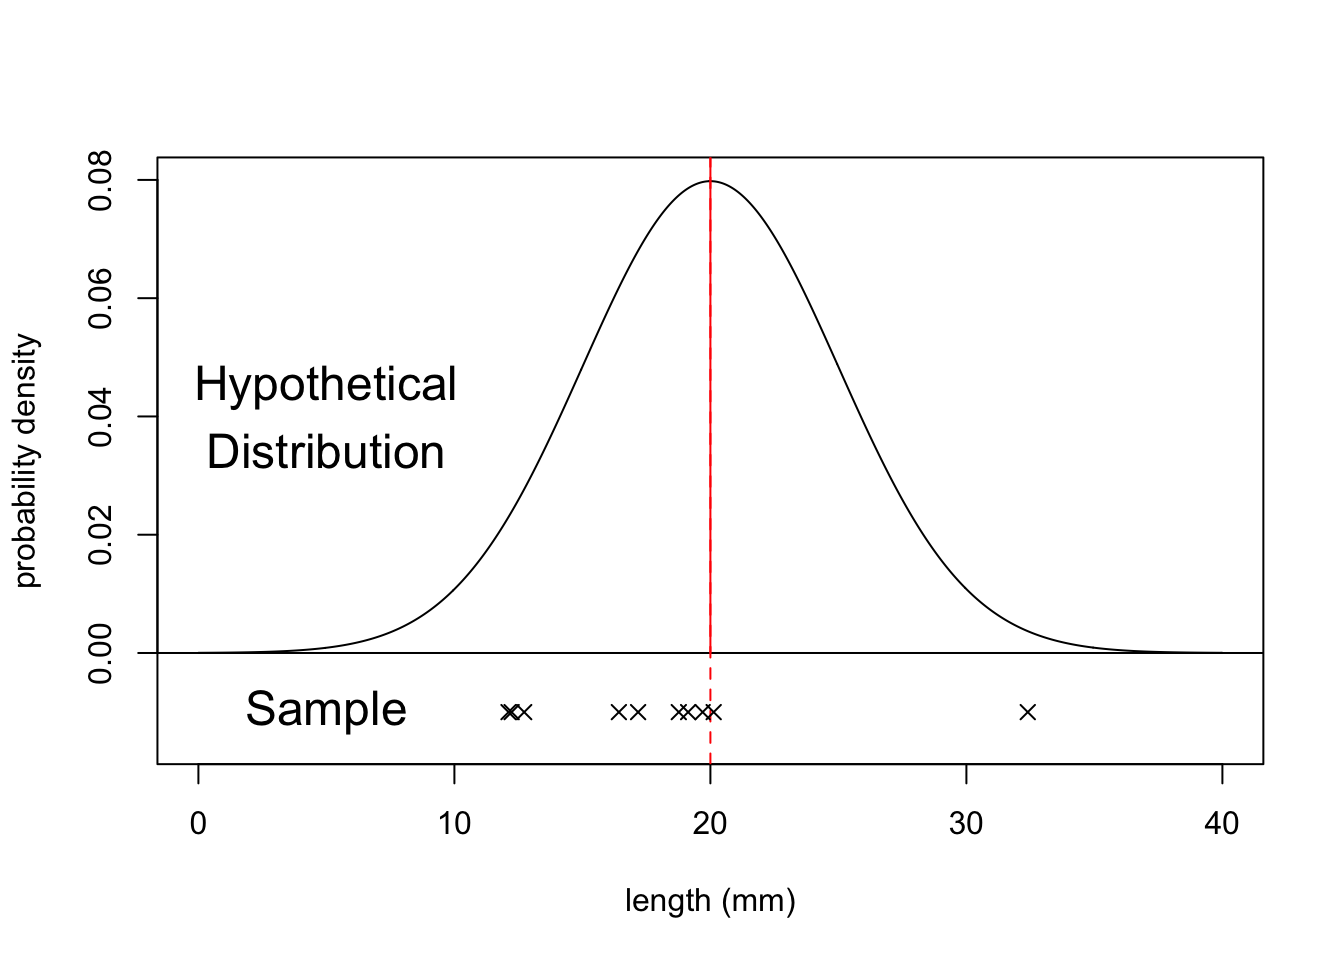 probability density
0.08
0.06
0.04
0.02
0.00
Hypothetical
Distribution
Sample
0 10 20 30 40
length (mm)